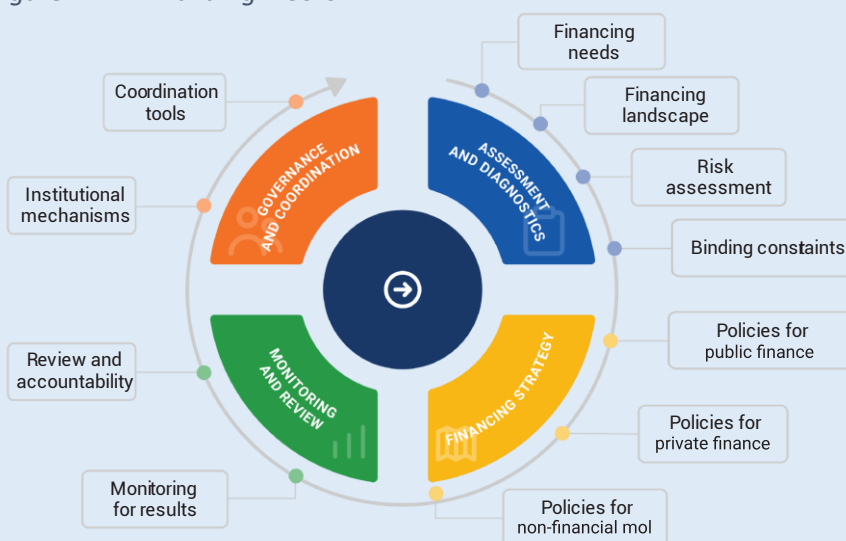 Financing
needs
Financing
landscape
Risk
assessment
Binding constaints
Policies for
public finance
Policies for
private finance
Policies for
non-financial moI
Monitoring
for results
Review and
accountability
Institutional
mechanisms
Coordination
tools
ASSESSMENT
AND DIAGNOSTICS
FINANCING STRATEGY
MONITORING
AND REVIEW
GOVERNANCE
AND COORDINATION